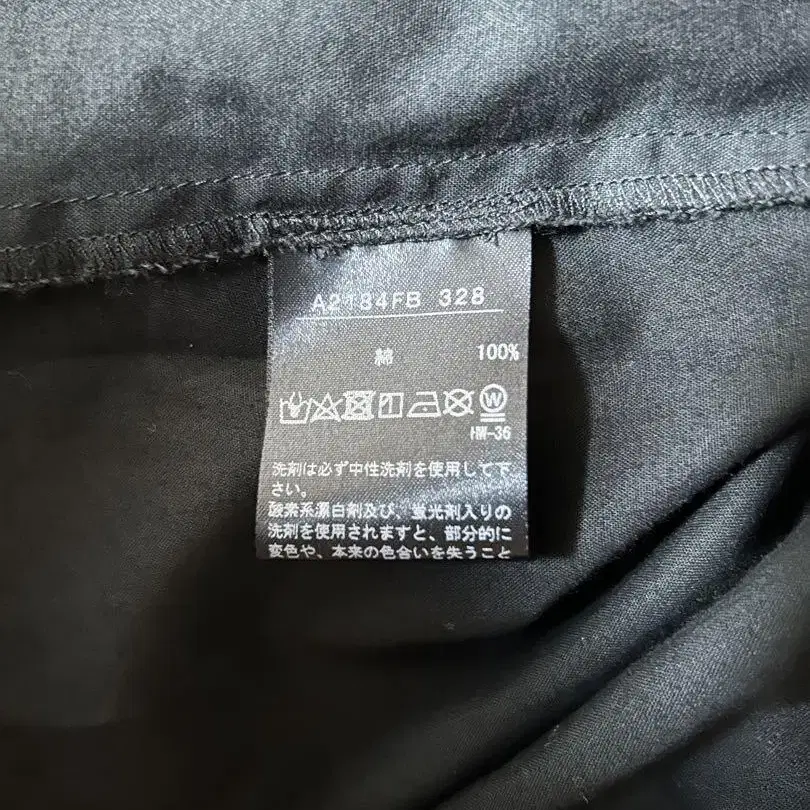 A2184FB 328
綿 100%
W
HW-36
洗剤は必ず中性洗剤を使用して下
さい。
酸素系漂白剤及び、蛍光剤入りの
洗剤を使用されますと、部分的に
変色や、本来の色合いを失うこと